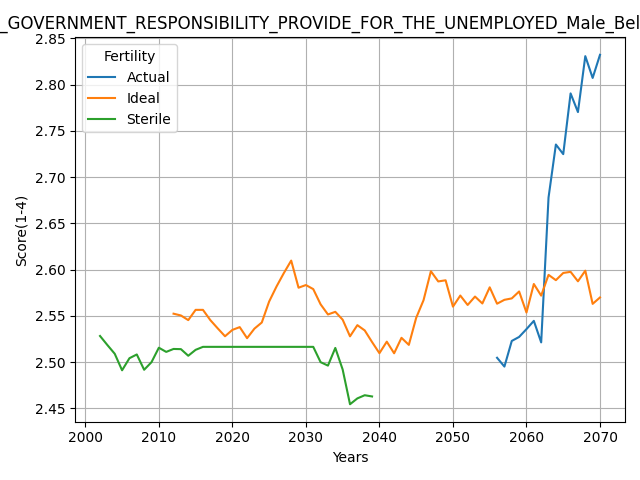 _GOVERNMENT_RESPONSIBILITY_PROVIDE_FOR_THE_UNEMPLOYED_Male_Bel
Fertility
Actual
Ideal
Sterile
Score(1-4)
2.85
2.80
2.75
2.70
2.65
2.60
2.55
2.50
2.45
2000 2010 2020 2030 2040 2050 2060 2070
Years